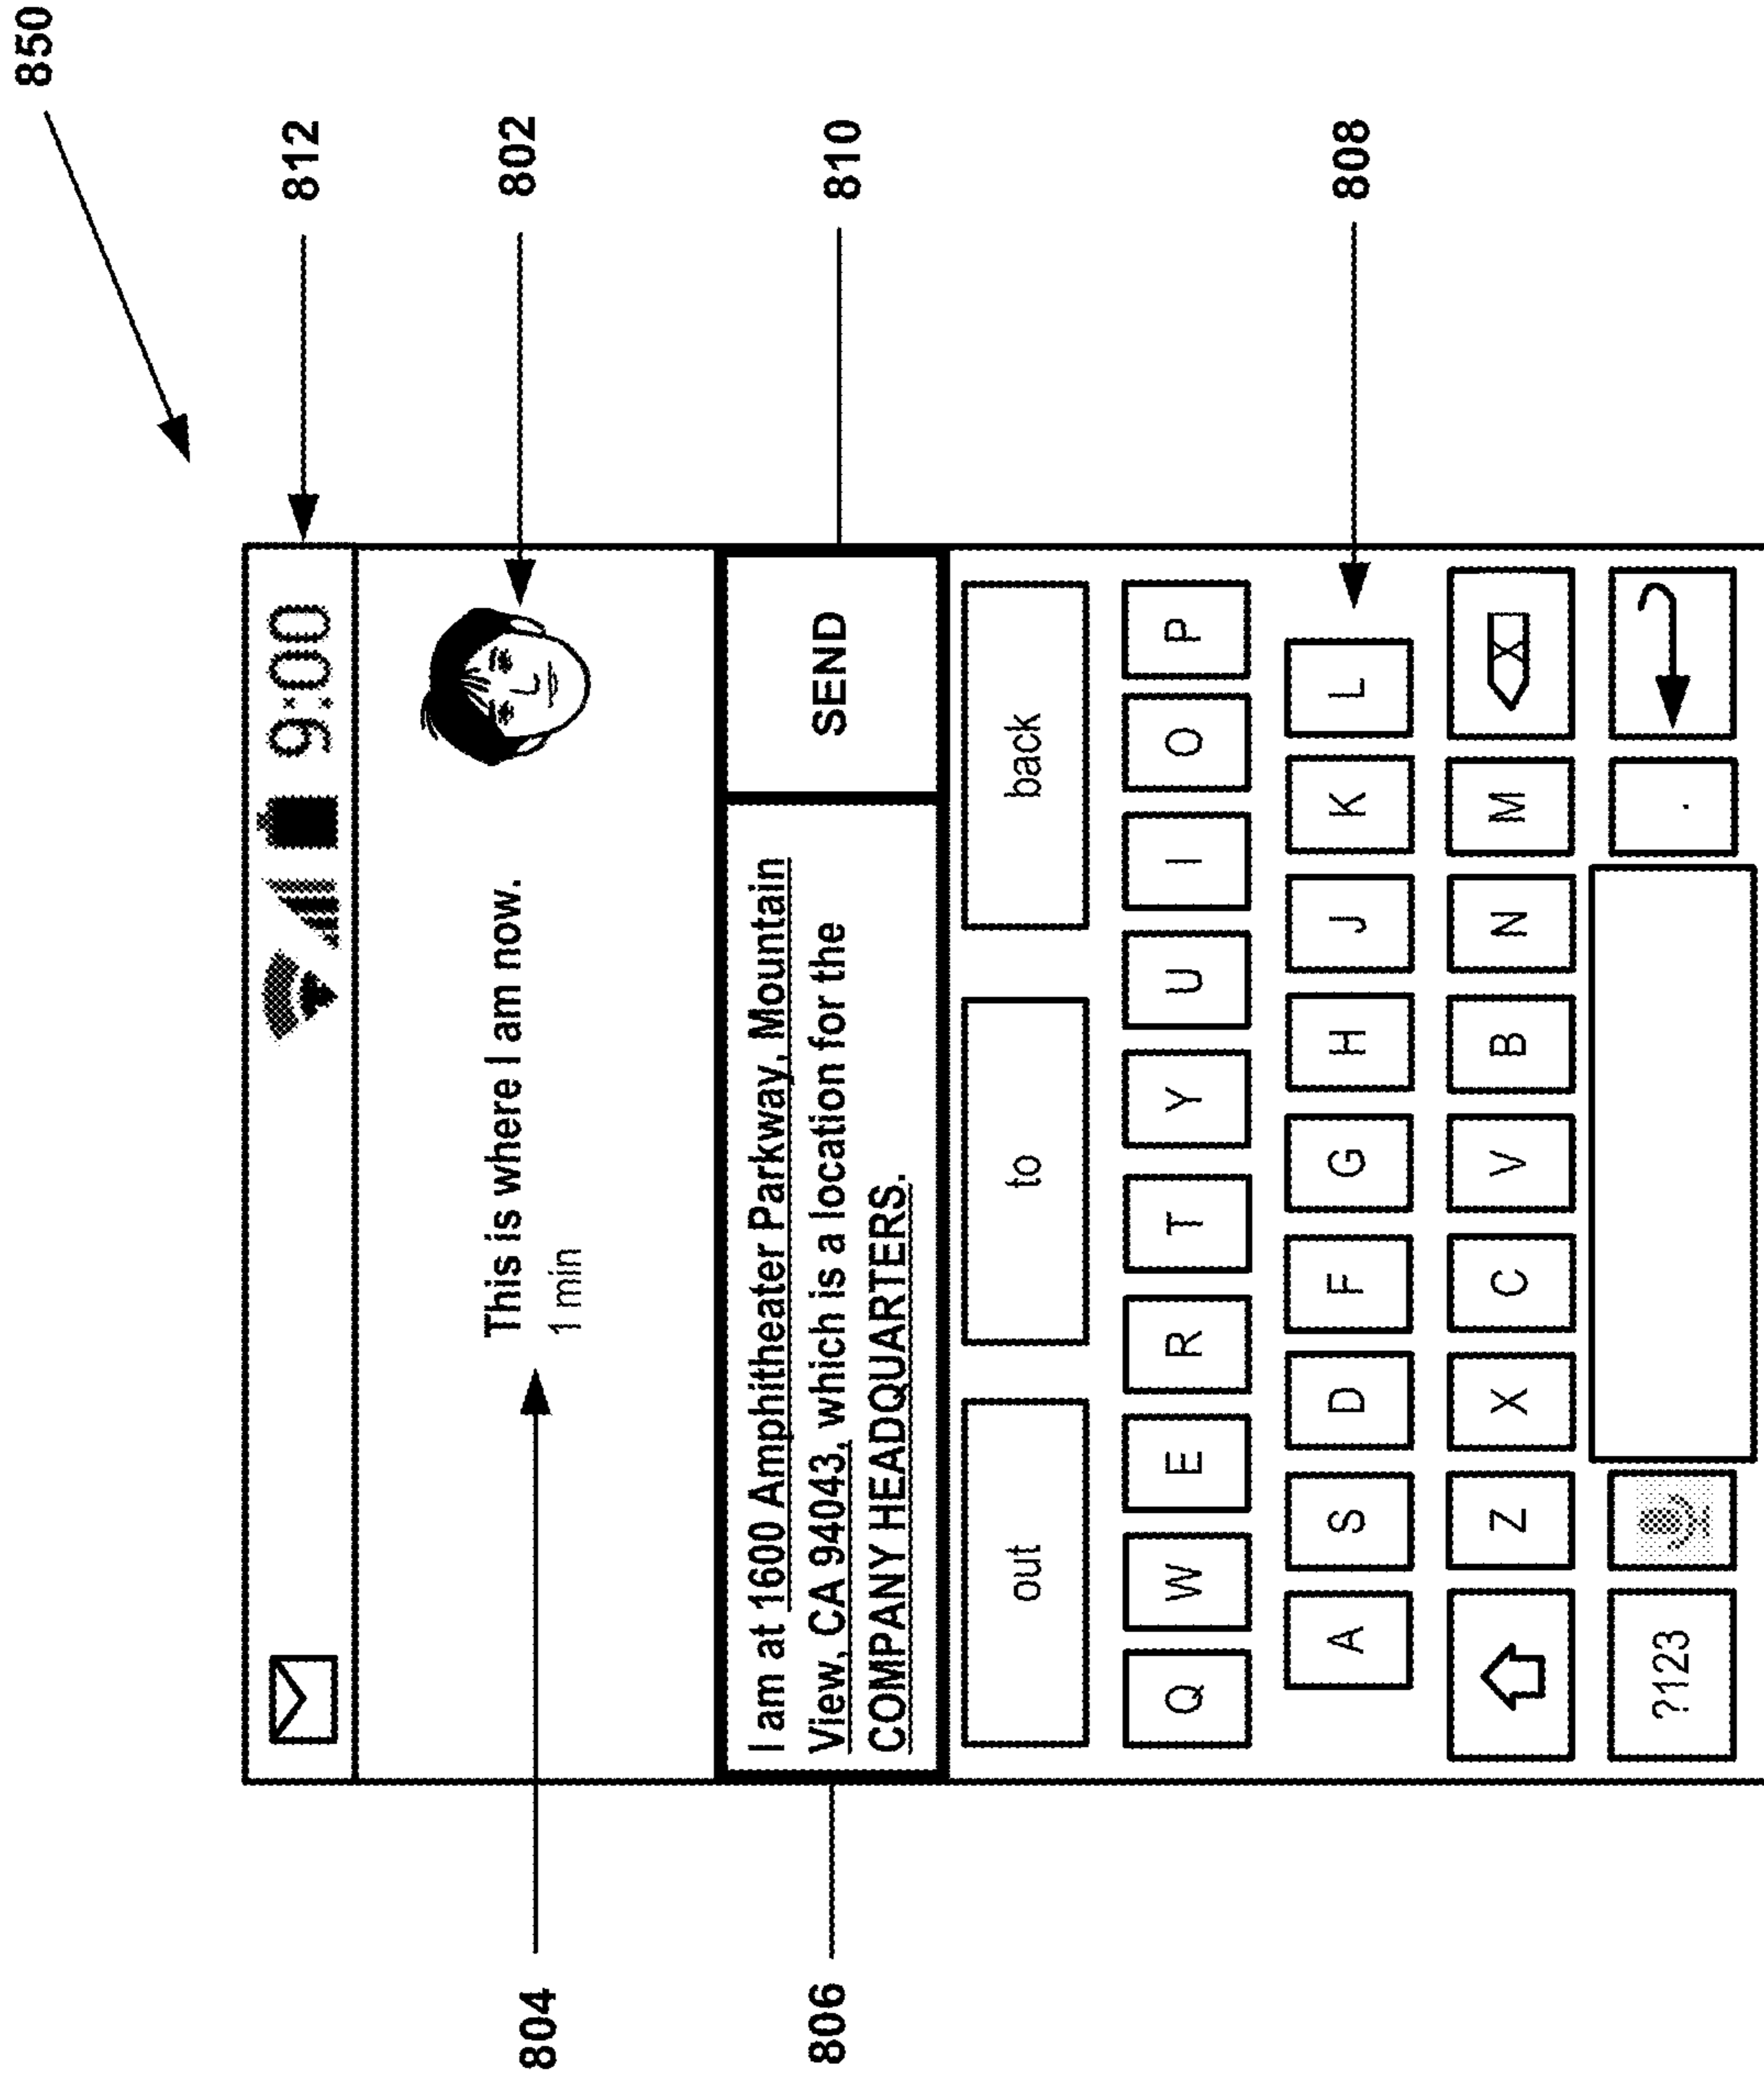 850
812
9:00
802
804
This is where I am now.
1 min
806
I am at 1600 Amphitheater Parkway, Mountain
View, CA 94043, which is a location for the
COMPANY HEADQUARTERS.
SEND
810
out
to
back
Q W E R T Y U I O P
A S D F G H J K L
808
Z X C V B N M X
?123 .